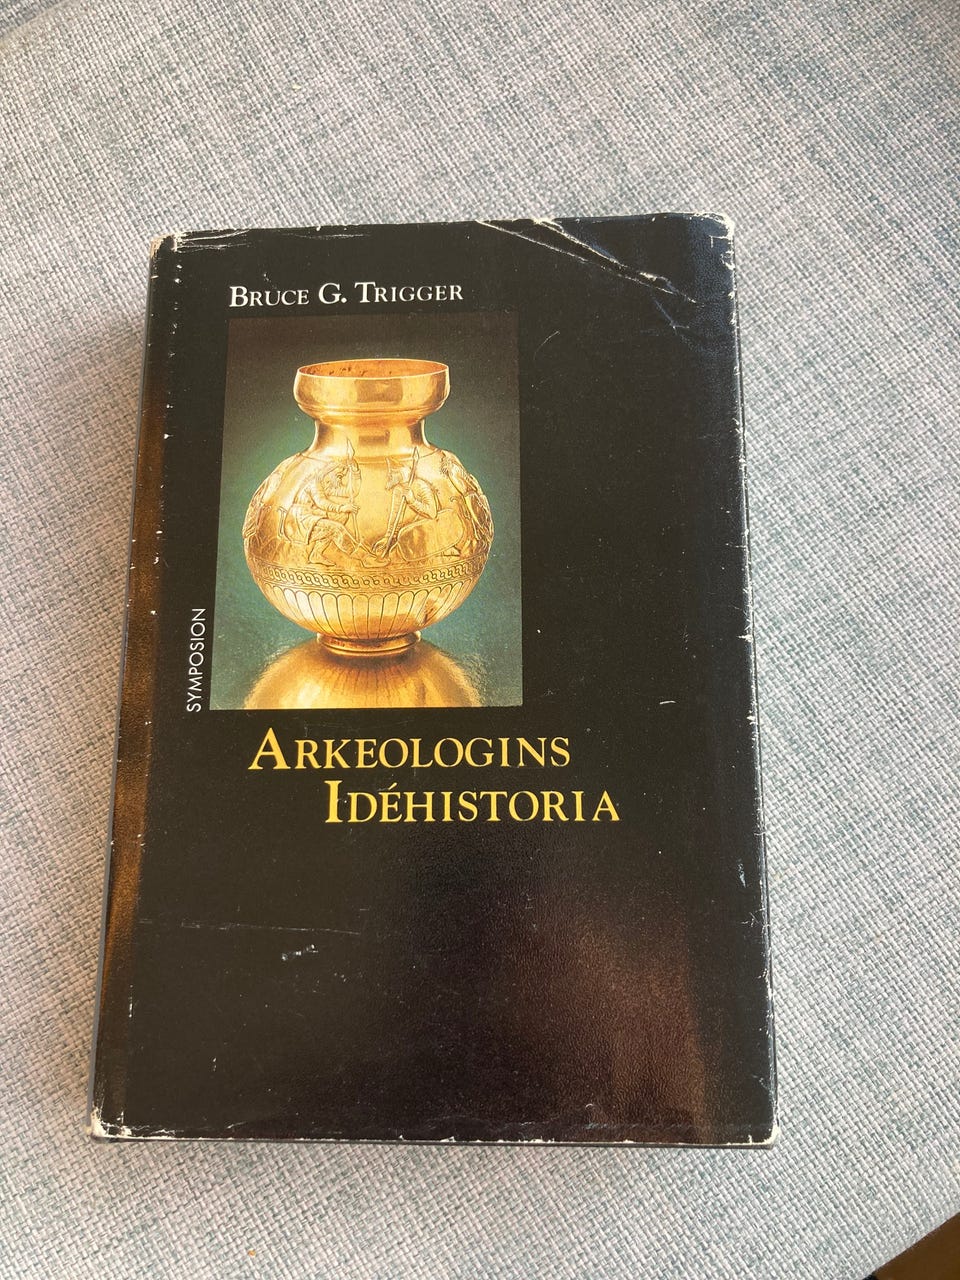 BRUCE G. TRIGGER
SYMPOSION
ARKEOLOGINS
IDÉHISTORIA